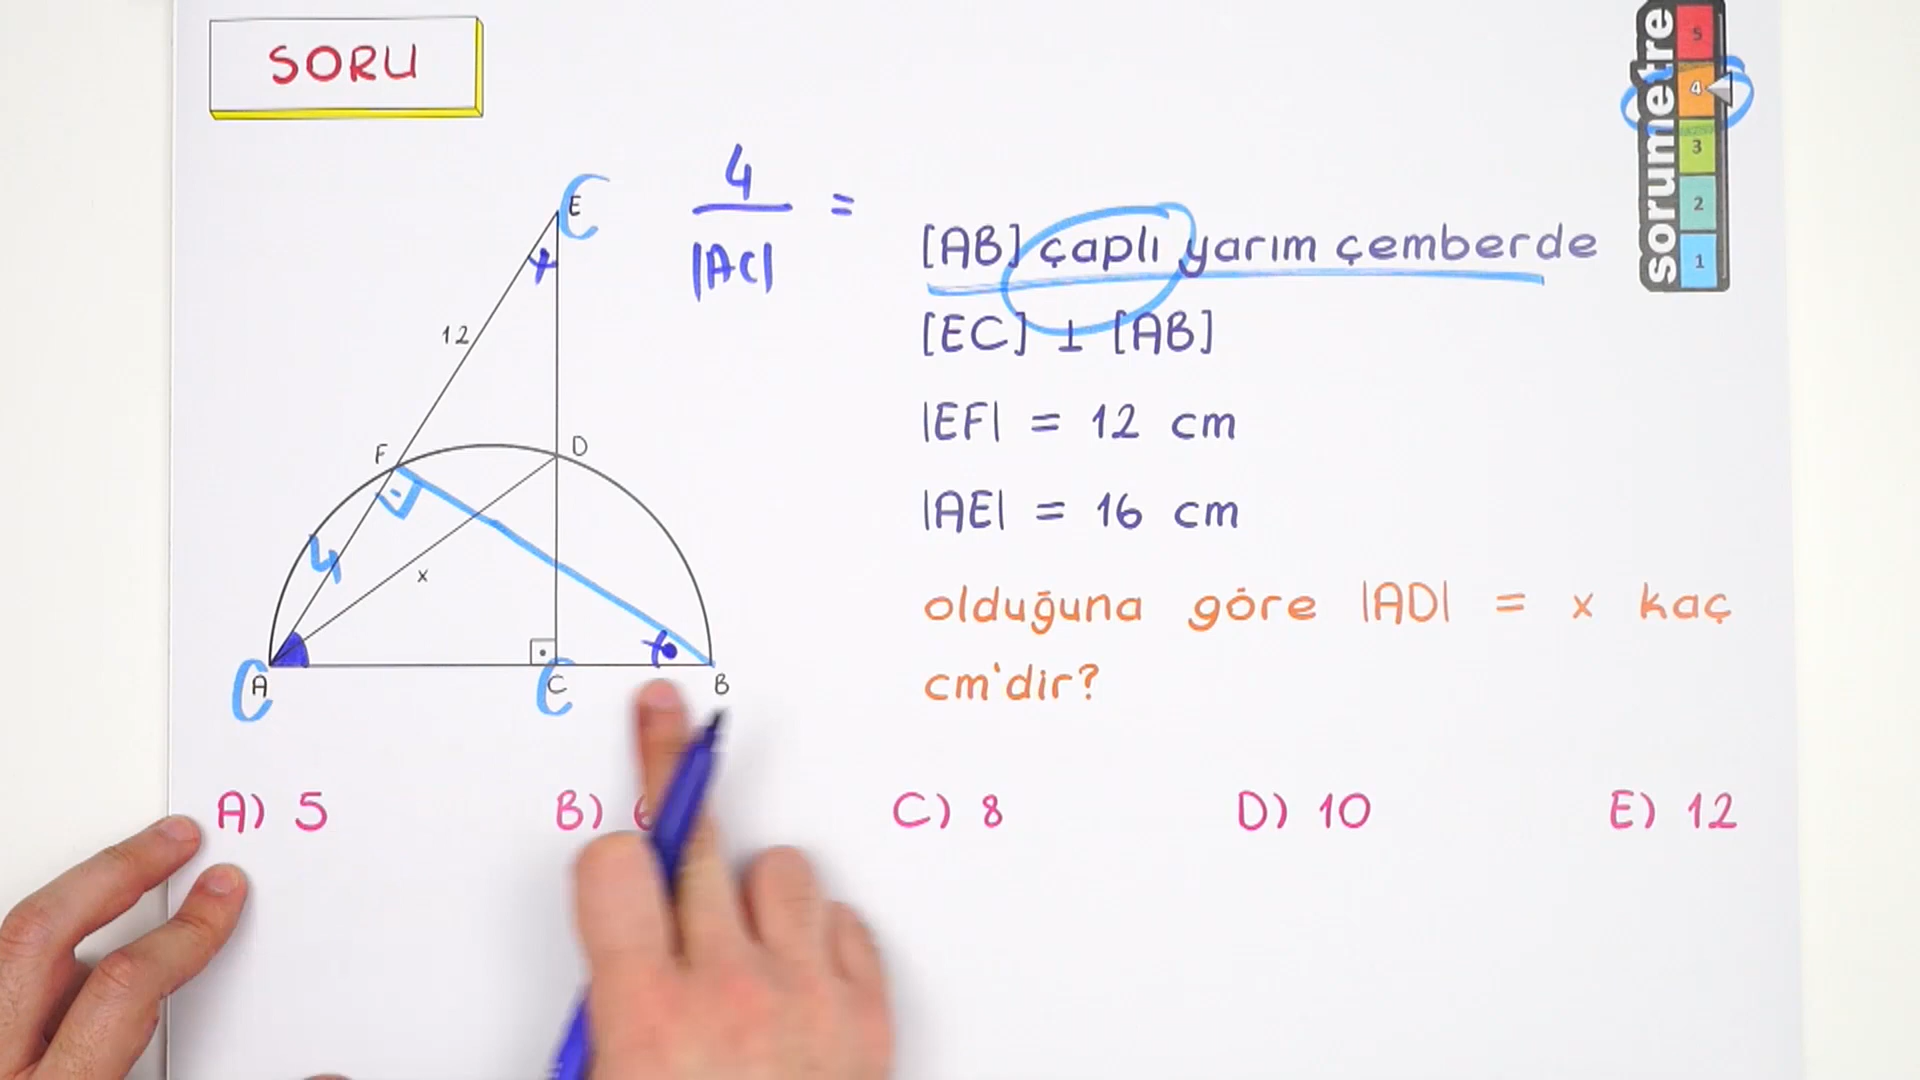 SORU
4
|AC|
=
E
12
F
D
4
x
A
C
B
[AB] çaplı yarım çemberde
[EC] ⊥ [AB]
|EF| = 12 cm
|AE| = 16 cm
olduğuna göre |AD| = x kaç
cm'dir?
A) 5
B) 6
C) 8
D) 10
E) 12
sorumetre
5
4
3
2
1